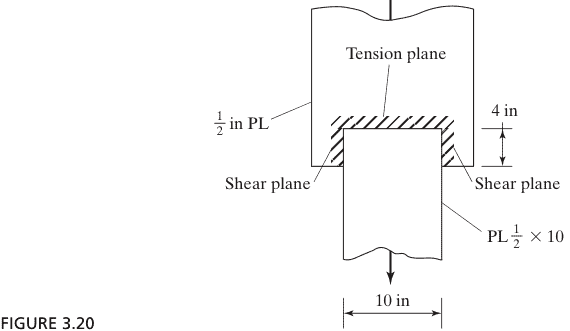 Tension plane
4 in
½ in PL
Shear plane
Shear plane
PL ½ × 10
10 in
FIGURE 3.20